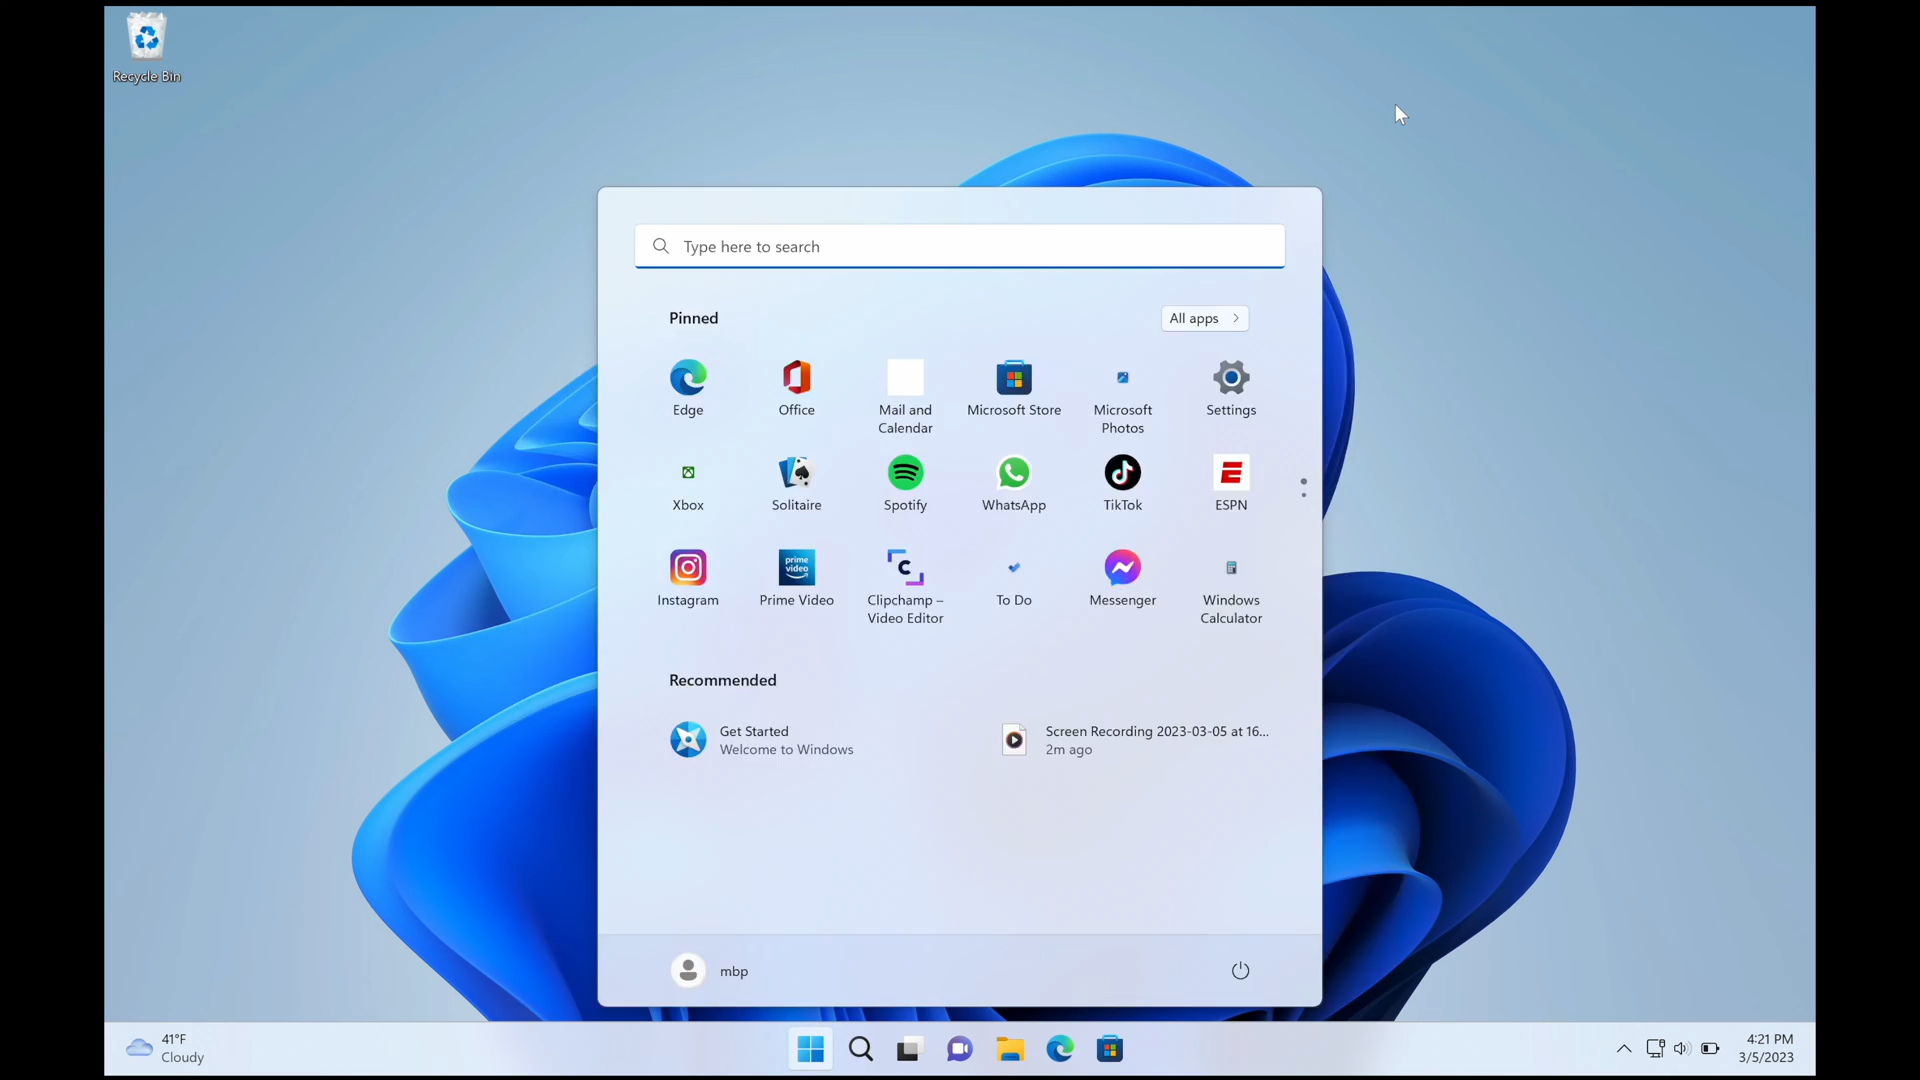 Recycle Bin
Type here to search
Pinned
All apps
Edge
Office
Mail and
Calendar
Microsoft Store
Microsoft
Photos
Settings
Xbox
Solitaire
Spotify
WhatsApp
TikTok
E
ESPN
Instagram
prime
video
Prime Video
C
Clipchamp –
Video Editor
To Do
Messenger
Windows
Calculator
Recommended
Get Started
Welcome to Windows
Screen Recording 2023-03-05 at 16...
2m ago
mbp
41°F
Cloudy
4:21 PM
3/5/2023